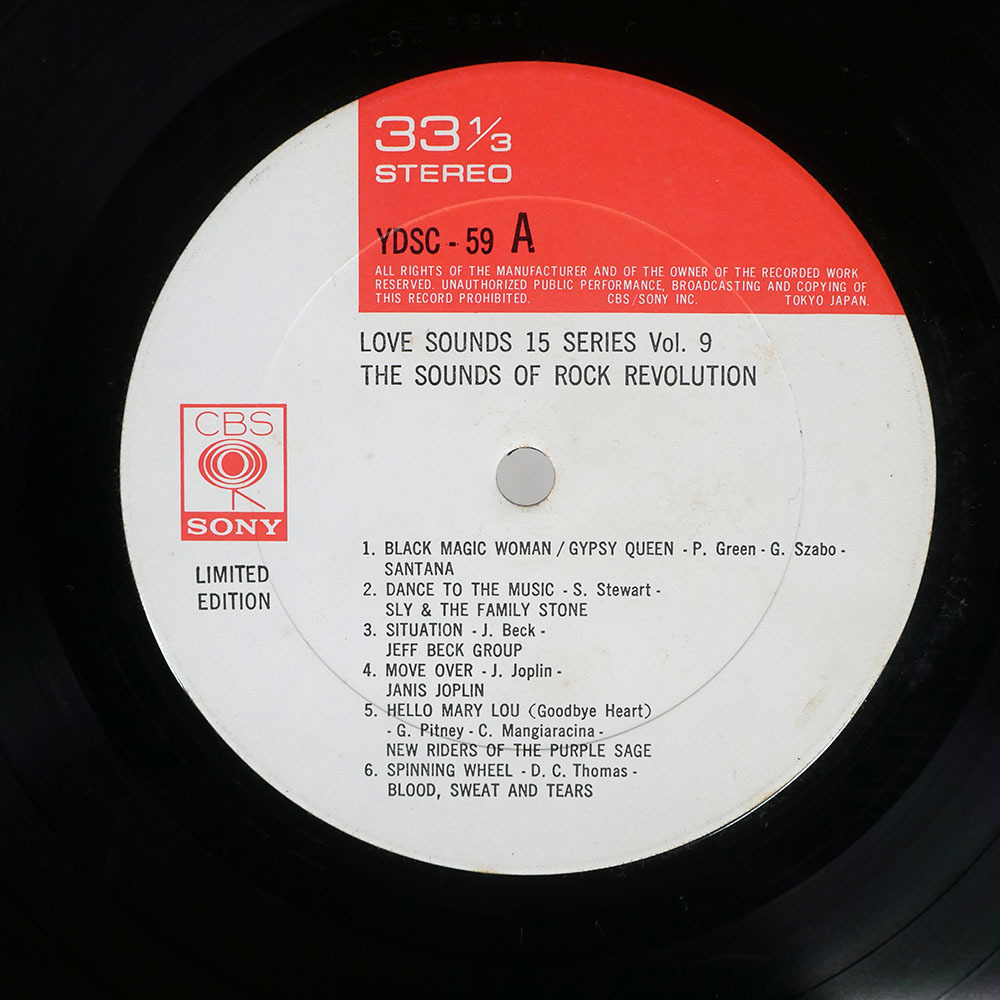 YDSC 59A1
33 1/3
STEREO
YDSC - 59 A
ALL RIGHTS OF THE MANUFACTURER AND OF THE OWNER OF THE RECORDED WORK
RESERVED. UNAUTHORIZED PUBLIC PERFORMANCE, BROADCASTING AND COPYING OF
THIS RECORD PROHIBITED. CBS/SONY INC. TOKYO JAPAN.
LOVE SOUNDS 15 SERIES Vol. 9
THE SOUNDS OF ROCK REVOLUTION
CBS
SONY
LIMITED
EDITION
1. BLACK MAGIC WOMAN / GYPSY QUEEN - P. Green - G. Szabo -
SANTANA
2. DANCE TO THE MUSIC - S. Stewart -
SLY & THE FAMILY STONE
3. SITUATION - J. Beck -
JEFF BECK GROUP
4. MOVE OVER - J. Joplin -
JANIS JOPLIN
5. HELLO MARY LOU (Goodbye Heart)
- G. Pitney - C. Mangiaracina -
NEW RIDERS OF THE PURPLE SAGE
6. SPINNING WHEEL - D. C. Thomas -
BLOOD, SWEAT AND TEARS